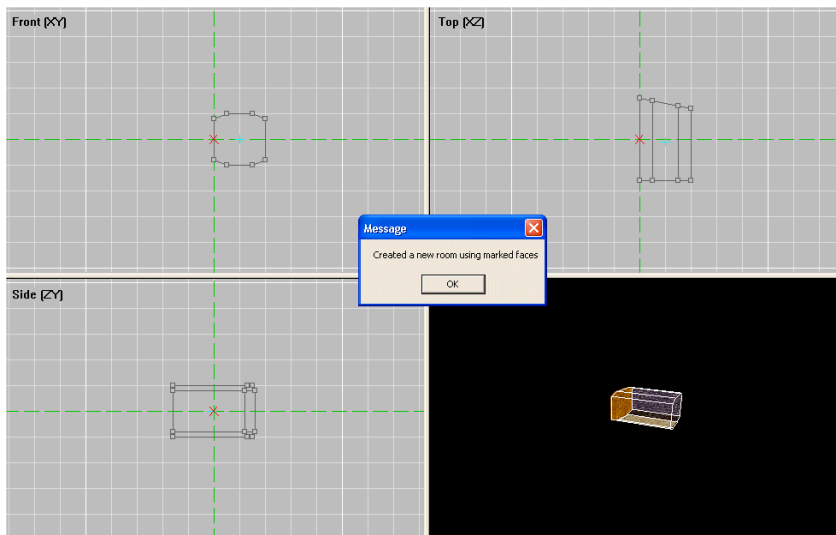 Front (XY)
Top (XZ)
Message
Created a new room using marked faces
OK
Side (ZY)